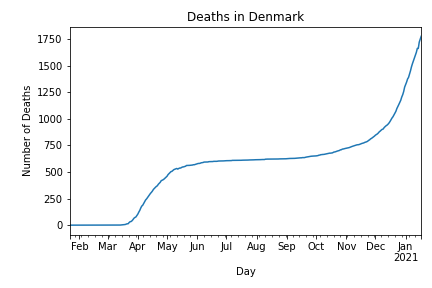 Deaths in Denmark
1750
1500
1250
1000
750
500
250
0
Number of Deaths
Feb Mar Apr May Jun Jul Aug Sep Oct Nov Dec Jan
2021
Day